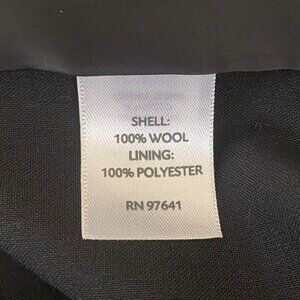 SHELL:
100% WOOL
LINING:
100% POLYESTER
RN 97641